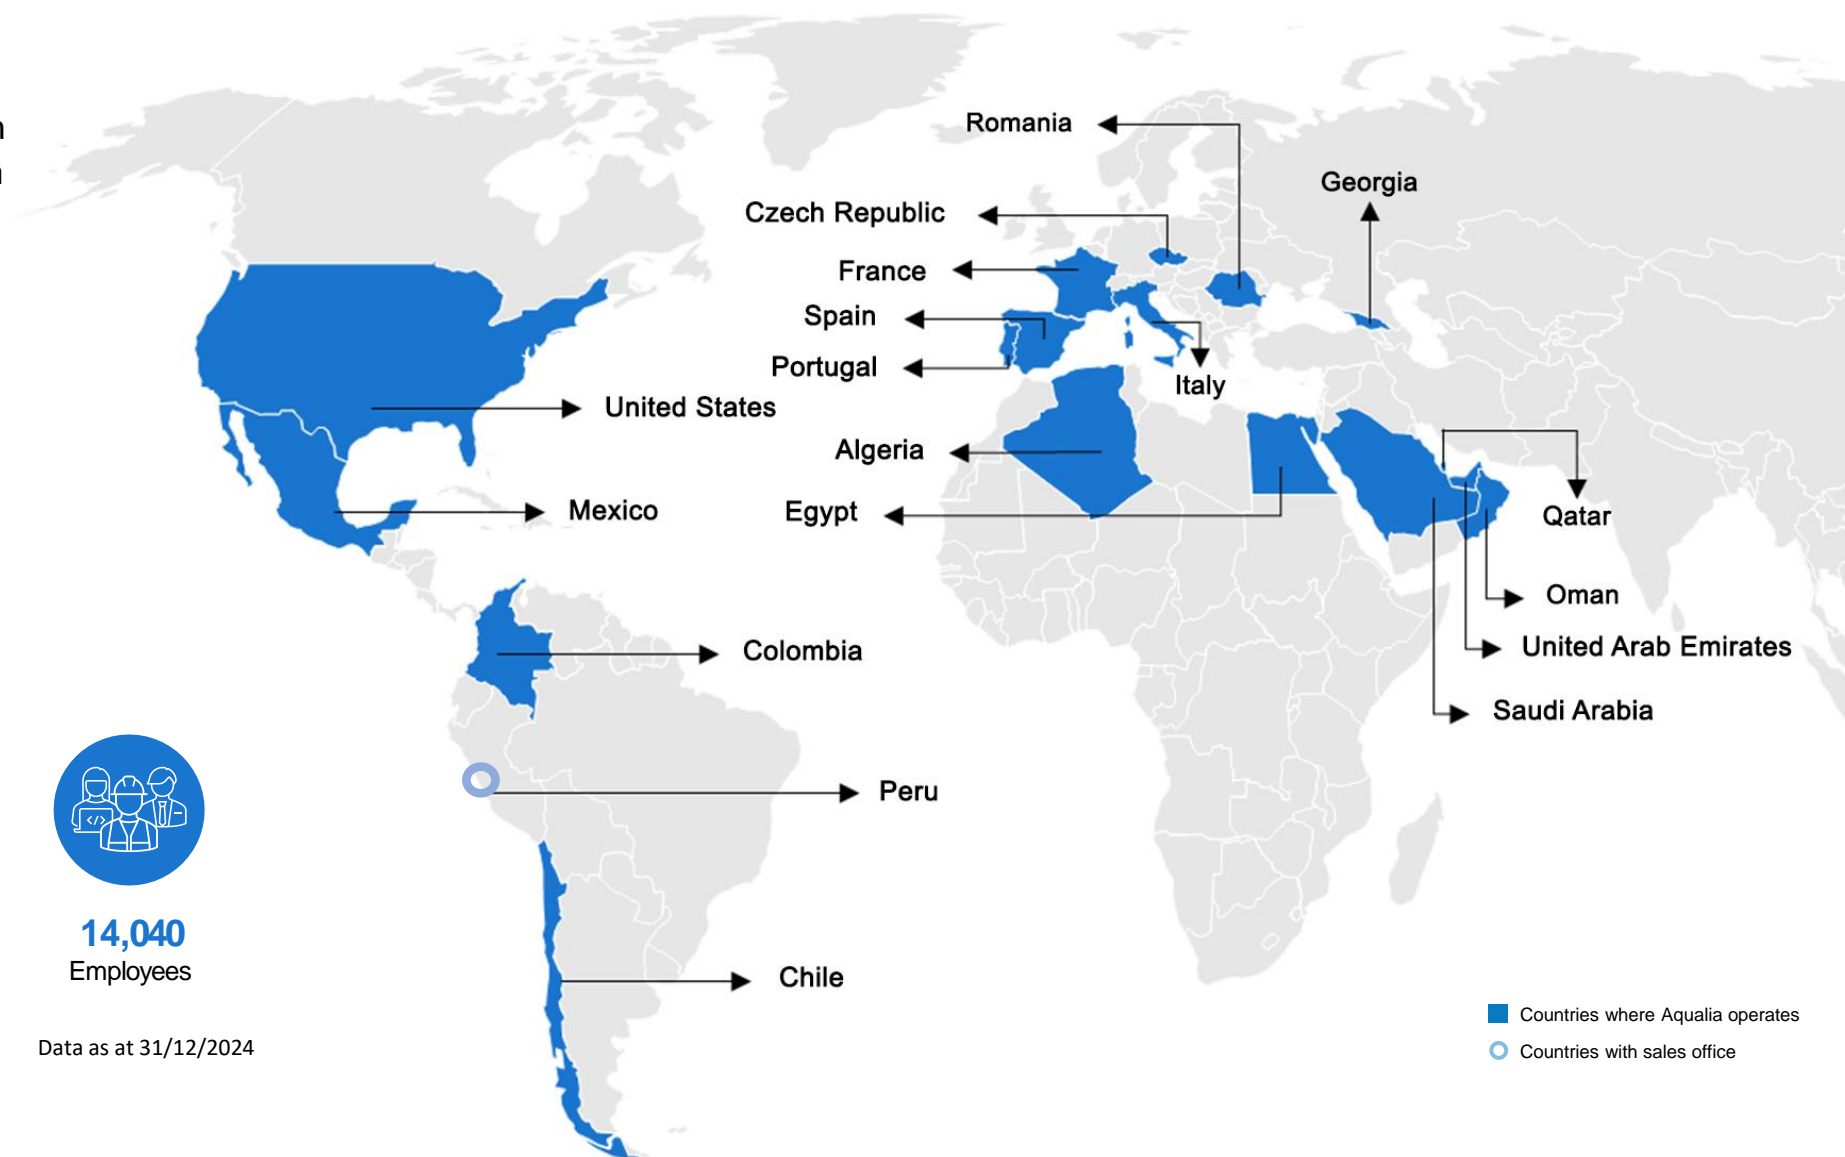 Romania
Georgia
Czech Republic
France
Spain
Portugal
Italy
United States
Algeria
Mexico
Egypt
Qatar
Oman
United Arab Emirates
Colombia
Saudi Arabia
Peru
14,040
Employees
Chile
Data as at 31/12/2024
Countries where Aqualia operates
Countries with sales office